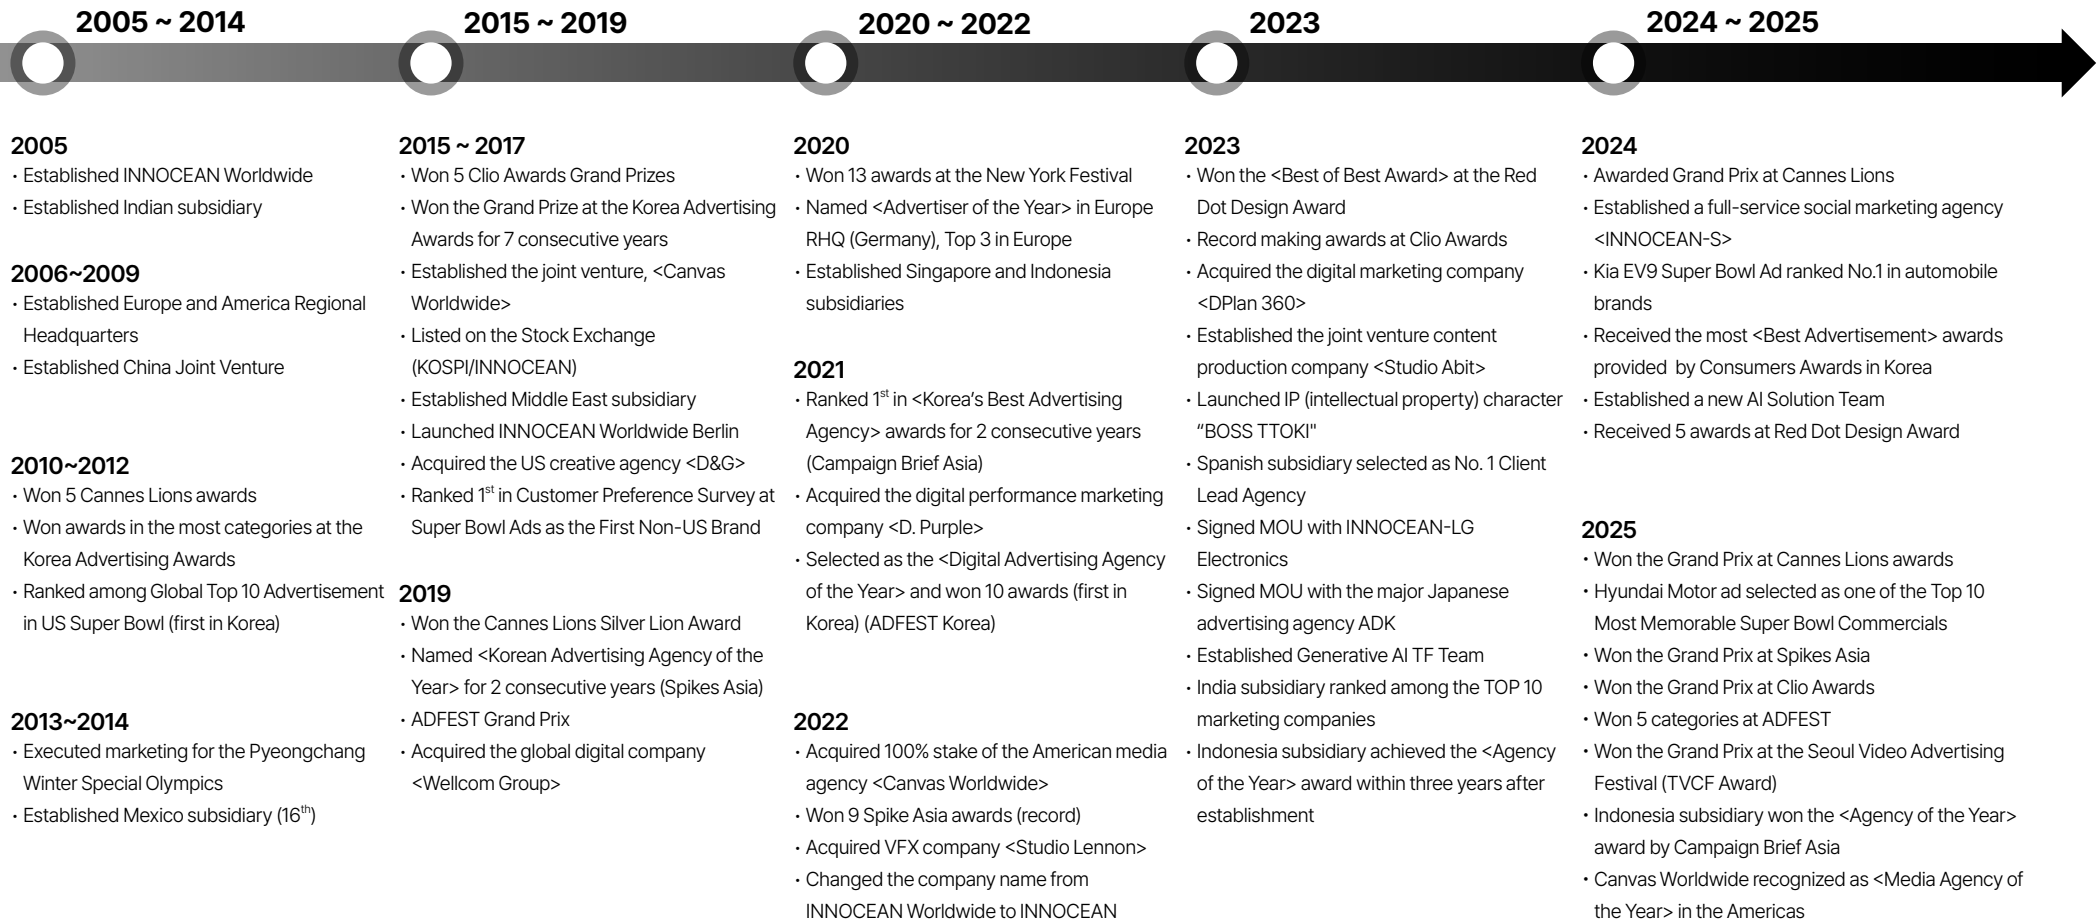 2005 ~ 2014
2015 ~ 2019
2020 ~ 2022
2023
2024 ~ 2025
2005
· Established INNOCEAN Worldwide
· Established Indian subsidiary
2006~2009
· Established Europe and America Regional
Headquarters
· Established China Joint Venture
2010~2012
· Won 5 Cannes Lions awards
· Won awards in the most categories at the
Korea Advertising Awards
· Ranked among Global Top 10 Advertisement
in US Super Bowl (first in Korea)
2013~2014
· Executed marketing for the Pyeongchang
Winter Special Olympics
· Established Mexico subsidiary (16th)
2015 ~ 2017
· Won 5 Clio Awards Grand Prizes
· Won the Grand Prize at the Korea Advertising
Awards for 7 consecutive years
· Established the joint venture, <Canvas
Worldwide>
· Listed on the Stock Exchange
(KOSPI/INNOCEAN)
· Established Middle East subsidiary
· Launched INNOCEAN Worldwide Berlin
· Acquired the US creative agency <D&G>
· Ranked 1st in Customer Preference Survey at
Super Bowl Ads as the First Non-US Brand
2019
· Won the Cannes Lions Silver Lion Award
· Named <Korean Advertising Agency of the
Year> for 2 consecutive years (Spikes Asia)
· ADFEST Grand Prix
· Acquired the global digital company
<Wellcom Group>
2020
· Won 13 awards at the New York Festival
· Named <Advertiser of the Year> in Europe
RHQ (Germany), Top 3 in Europe
· Established Singapore and Indonesia
subsidiaries
2021
· Ranked 1st in <Korea’s Best Advertising
Agency> awards for 2 consecutive years
(Campaign Brief Asia)
· Acquired the digital performance marketing
company <D. Purple>
· Selected as the <Digital Advertising Agency
of the Year> and won 10 awards (first in
Korea) (ADFEST Korea)
2022
· Acquired 100% stake of the American media
agency <Canvas Worldwide>
· Won 9 Spike Asia awards (record)
· Acquired VFX company <Studio Lennon>
· Changed the company name from
INNOCEAN Worldwide to INNOCEAN
2023
· Won the <Best of Best Award> at the Red
Dot Design Award
· Record making awards at Clio Awards
· Acquired the digital marketing company
<DPlan 360>
· Established the joint venture content
production company <Studio Abit>
· Launched IP (intellectual property) character
“BOSS TTOKI"
· Spanish subsidiary selected as No. 1 Client
Lead Agency
· Signed MOU with INNOCEAN-LG
Electronics
· Signed MOU with the major Japanese
advertising agency ADK
· Established Generative AI TF Team
· India subsidiary ranked among the TOP 10
marketing companies
· Indonesia subsidiary achieved the <Agency
of the Year> award within three years after
establishment
2024
· Awarded Grand Prix at Cannes Lions
· Established a full-service social marketing agency
<INNOCEAN-S>
· Kia EV9 Super Bowl Ad ranked No.1 in automobile
brands
· Received the most <Best Advertisement> awards
provided  by Consumers Awards in Korea
· Established a new AI Solution Team
· Received 5 awards at Red Dot Design Award
2025
· Won the Grand Prix at Cannes Lions awards
· Hyundai Motor ad selected as one of the Top 10
Most Memorable Super Bowl Commercials
· Won the Grand Prix at Spikes Asia
· Won the Grand Prix at Clio Awards
· Won 5 categories at ADFEST
· Won the Grand Prix at the Seoul Video Advertising
Festival (TVCF Award)
· Indonesia subsidiary won the <Agency of the Year>
award by Campaign Brief Asia
· Canvas Worldwide recognized as <Media Agency of
the Year> in the Americas